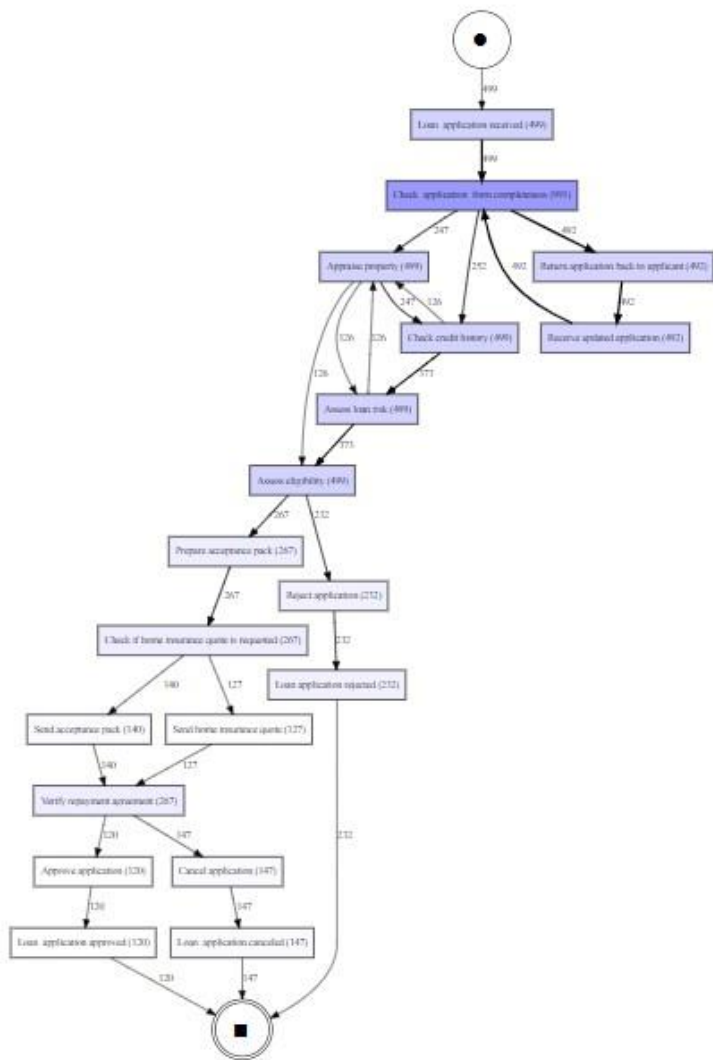 499
Loan application received (499)
499
Check application form completeness (991)
247
252
492
492
Appraise property (499)
Return application back to applicant (492)
247
126
492
Check credit history (499)
Receive updated application (492)
126
126
126
373
Assess loan risk (499)
373
Assess eligibility (499)
267
232
Prepare acceptance pack (267)
Reject application (232)
267
232
Check if home insurance quote is requested (267)
Loan application rejected (232)
140
127
Send acceptance pack (140)
Send home insurance quote (127)
140
127
Verify repayment agreement (267)
232
120
147
Approve application (120)
Cancel application (147)
120
147
Loan application approved (120)
Loan application canceled (147)
120
147